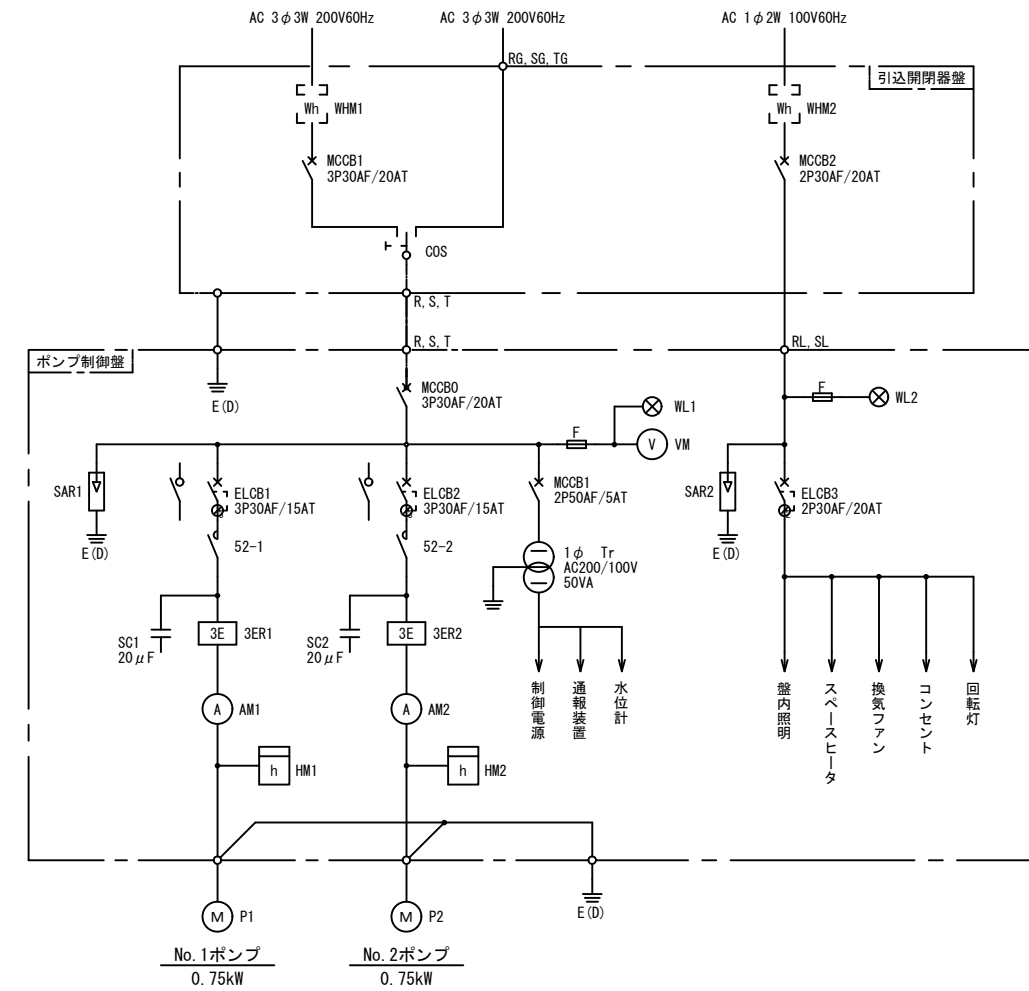 AC 3φ3W 200V60Hz
AC 3φ3W 200V60Hz
AC 1φ2W 100V60Hz
RG, SG, TG
引込開閉器盤
Wh WHM1
Wh WHM2
MCCB1
3P30AF/20AT
MCCB2
2P30AF/20AT
COS
R, S, T
R, S, T
RL, SL
ポンプ制御盤
E(D)
MCCB0
3P30AF/20AT
F
WL1
V VM
F
WL2
SAR1
E(D)
ELCB1
3P30AF/15AT
52-1
ELCB2
3P30AF/15AT
52-2
MCCB1
2P50AF/5AT
1φ Tr
AC200/100V
50VA
SAR2
E(D)
ELCB3
2P30AF/20AT
SC1
20μF
3E 3ER1
SC2
20μF
3E 3ER2
A AM1
A AM2
制御電源
通報装置
水位計
盤内照明
スペースヒータ
換気ファン
コンセント
回転灯
h HM1
h HM2
E(D)
M P1
M P2
No. 1ポンプ
0. 75kW
No. 2ポンプ
0. 75kW